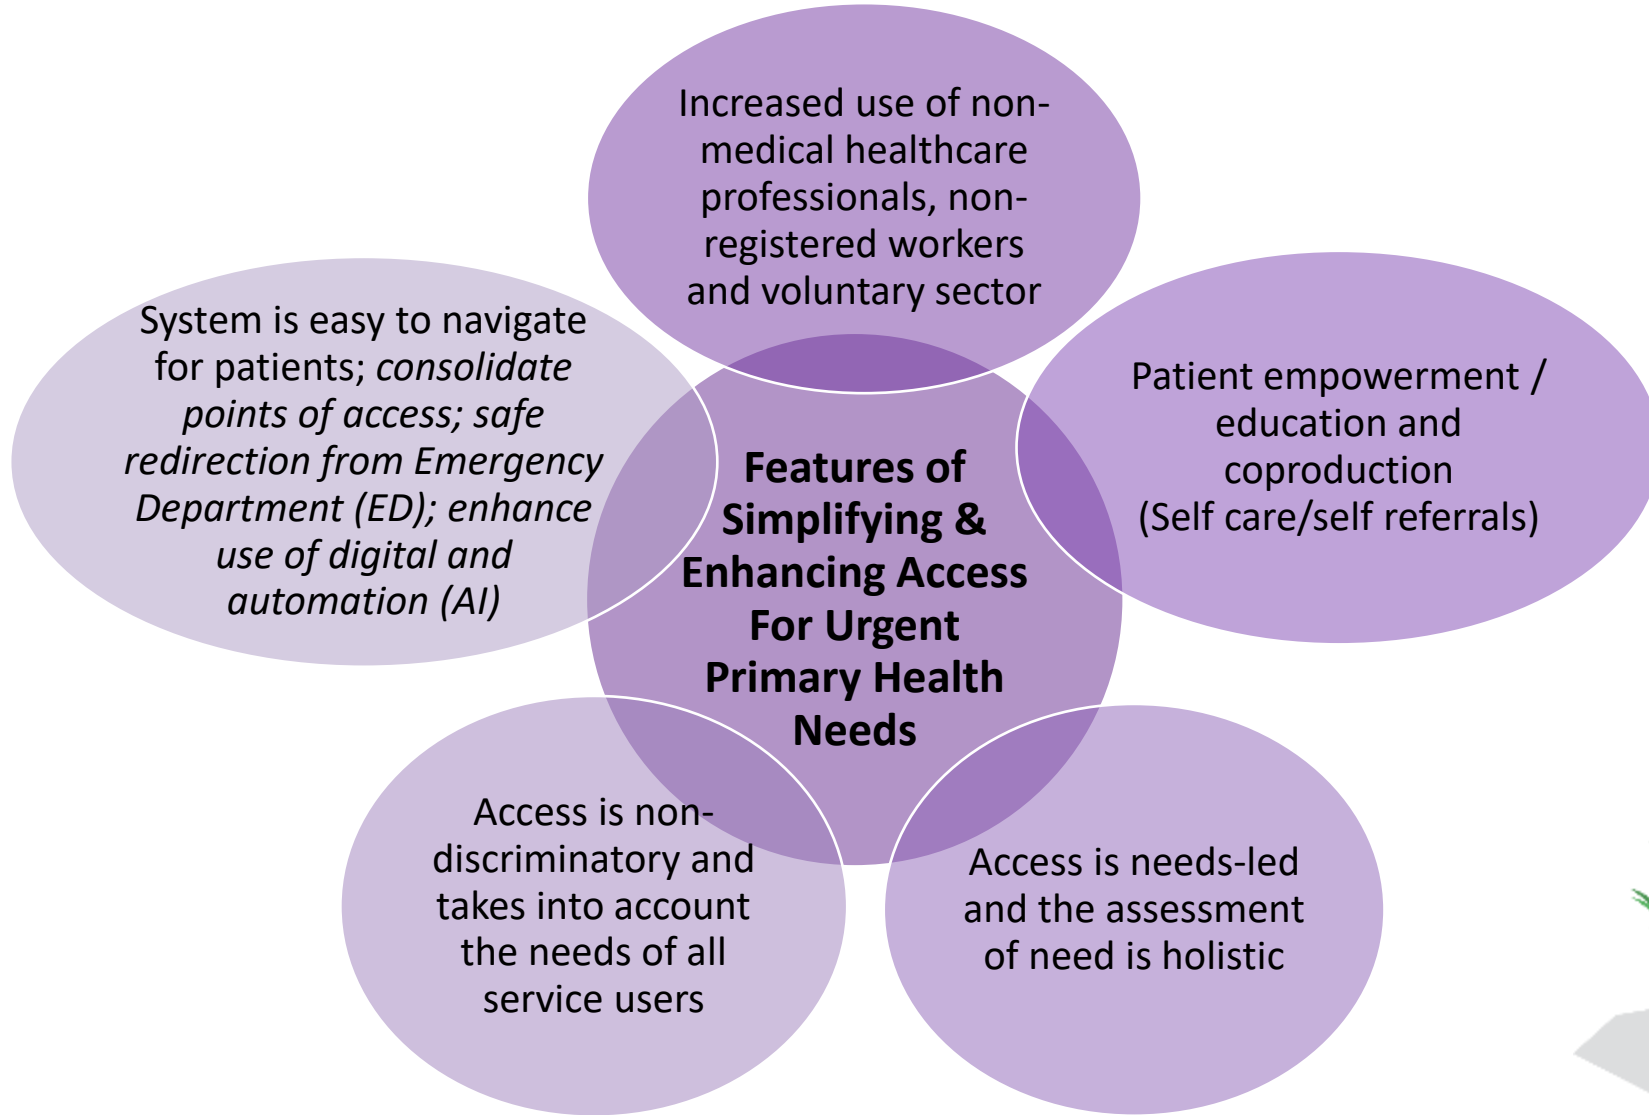 Increased use of non-
medical healthcare
professionals, non-
registered workers
and voluntary sector
System is easy to navigate
for patients; consolidate
points of access; safe
redirection from Emergency
Department (ED); enhance
use of digital and
automation (AI)
Patient empowerment /
education and
coproduction
(Self care/self referrals)
Features of
Simplifying &
Enhancing Access
For Urgent
Primary Health
Needs
Access is non-
discriminatory and
takes into account
the needs of all
service users
Access is needs-led
and the assessment
of need is holistic